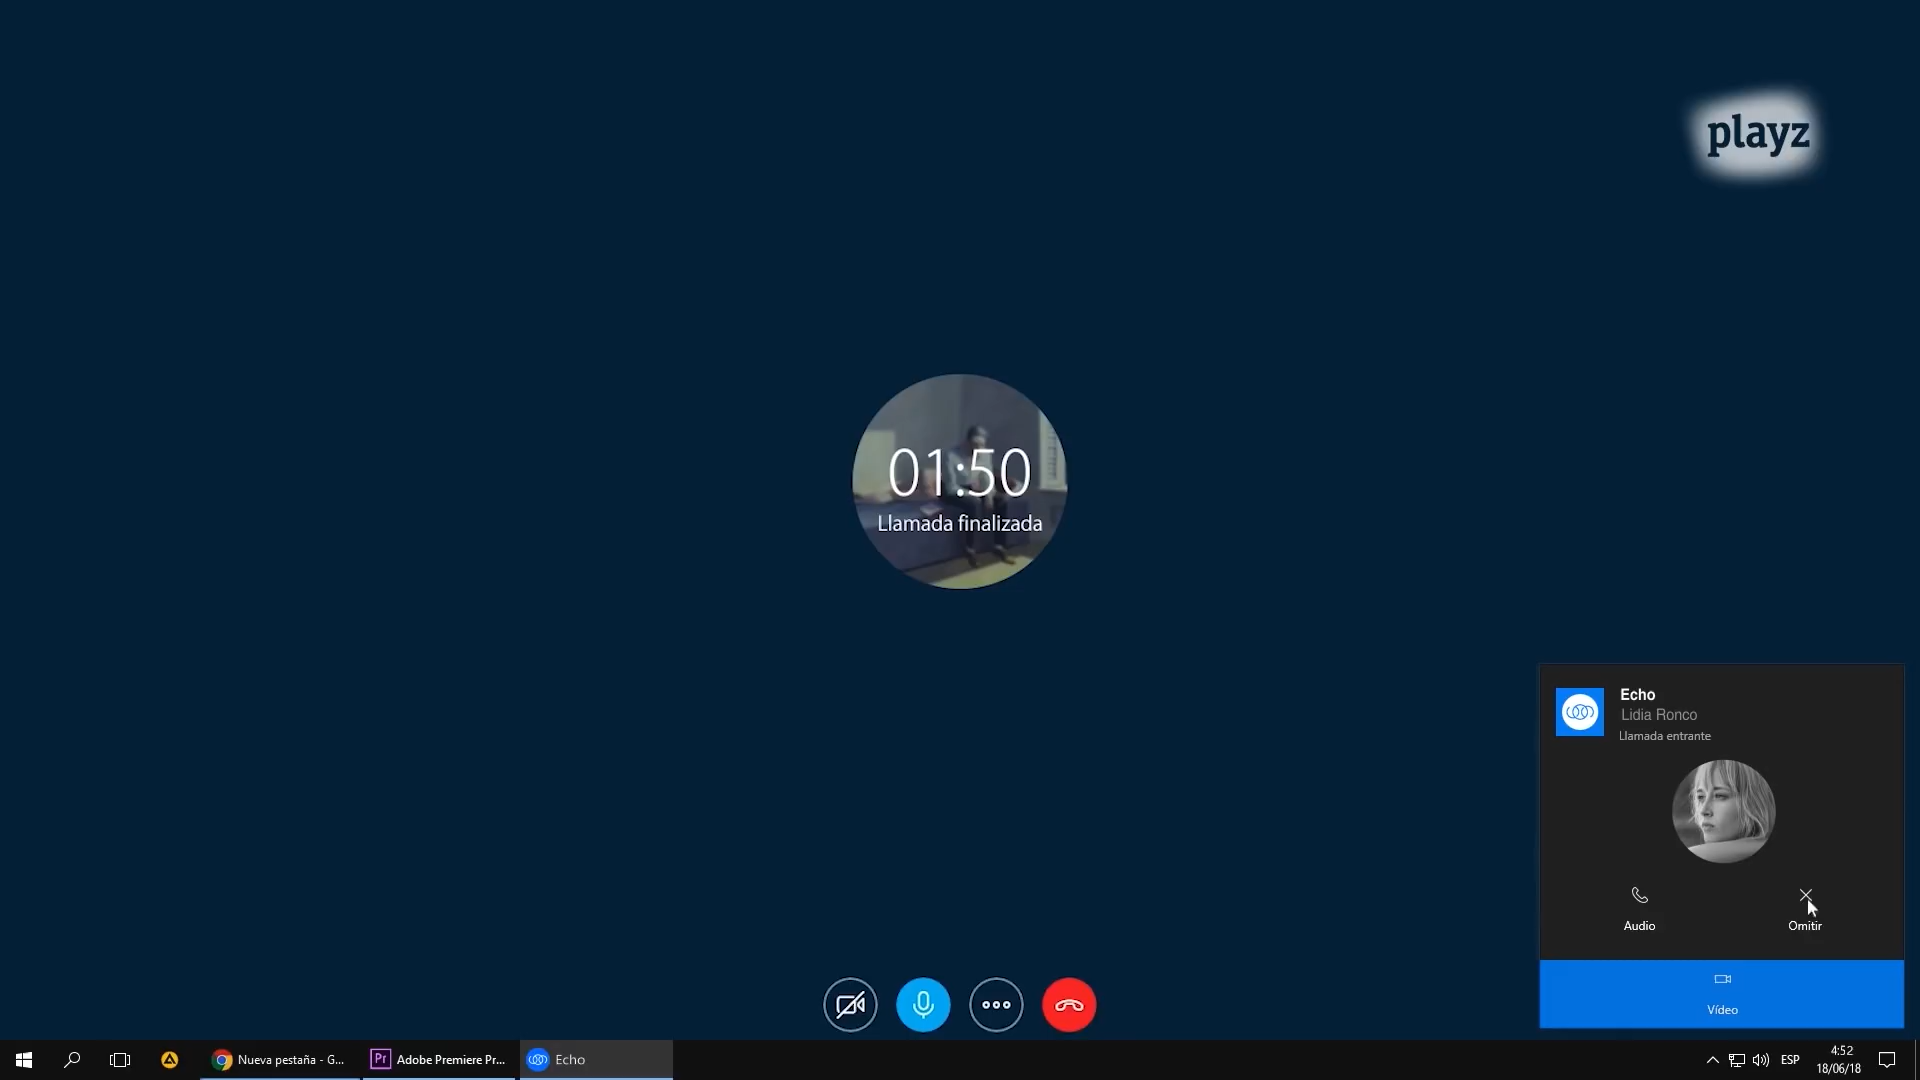 playz
01:50
Llamada finalizada
Echo
Lidia Ronco
Llamada entrante
Audio
Omitir
Vídeo
Nueva pestaña - G...
Pr
Adobe Premiere Pr...
Echo
ESP
4:52
18/06/18